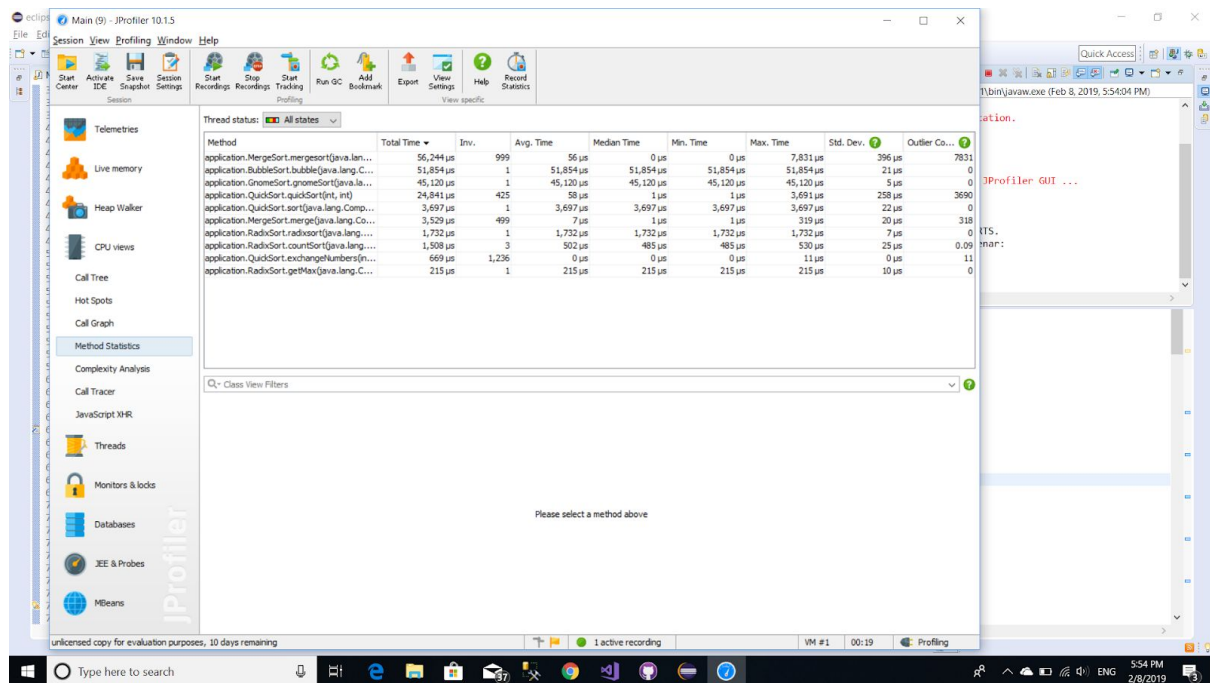 eclips
Main (9) - JProfiler 10.1.5
File Edi
Session View Profiling Window Help
Quick Access
Start Center
Activate IDE
Save Snapshot
Session Settings
Start Recordings
Stop Recordings
Start Tracking
Run GC
Add Bookmark
Export
View Settings
Help
Record Statistics
Session Profiling View specific
1\bin\javaw.exe (Feb 8, 2019, 5:54:04 PM)
Thread status: All states
Telemetries
Live memory
Heap Walker
CPU views
Call Tree
Hot Spots
Call Graph
Method Statistics
Complexity Analysis
Call Tracer
JavaScript XHR
Threads
Monitors & locks
Databases
JEE & Probes
MBeans
JProfiler
Method Total Time Inv. Avg. Time Median Time Min. Time Max. Time Std. Dev. Outlier Co...
application.MergeSort.mergesort(java.lan... 56,244 µs 999 56 µs 0 µs 0 µs 7,831 µs 396 µs 7831
application.BubbleSort.bubble(java.lang.C... 51,854 µs 1 51,854 µs 51,854 µs 51,854 µs 51,854 µs 21 µs 0
application.GnomeSort.gnomeSort(java.la... 45,120 µs 1 45,120 µs 45,120 µs 45,120 µs 45,120 µs 5 µs 0
application.QuickSort.quickSort(int, int) 24,841 µs 425 58 µs 1 µs 1 µs 3,691 µs 258 µs 3690
application.QuickSort.sort(java.lang.Comp... 3,697 µs 1 3,697 µs 3,697 µs 3,697 µs 3,697 µs 22 µs 0
application.MergeSort.merge(java.lang.Co... 3,529 µs 499 7 µs 1 µs 1 µs 319 µs 20 µs 318
application.RadixSort.radixsort(java.lang.... 1,732 µs 1 1,732 µs 1,732 µs 1,732 µs 1,732 µs 7 µs 0
application.RadixSort.countSort(java.lang.... 1,508 µs 3 502 µs 485 µs 485 µs 530 µs 25 µs 0.09
application.QuickSort.exchangeNumbers(in... 669 µs 1,236 0 µs 0 µs 0 µs 11 µs 0 µs 11
application.RadixSort.getMax(java.lang.C... 215 µs 1 215 µs 215 µs 215 µs 215 µs 10 µs 0
Class View Filters
Please select a method above
ation.
JProfiler GUI ...
RTS.
enar:
unlicensed copy for evaluation purposes, 10 days remaining
1 active recording
VM #1
00:19
Profiling
Type here to search
37
ENG
5:54 PM
2/8/2019
3